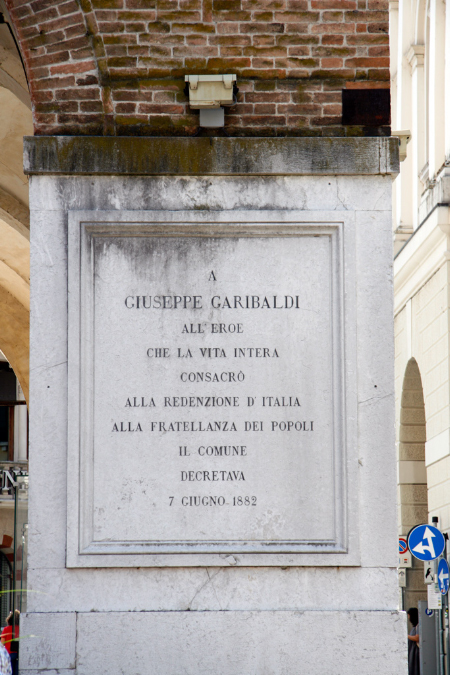 A
GIUSEPPE GARIBALDI
ALL'EROE
CHE LA VITA INTERA
CONSACRÒ
ALLA REDENZIONE D'ITALIA
ALLA FRATELLANZA DEI POPOLI
IL COMUNE
DECRETAVA
7 GIUGNO 1882